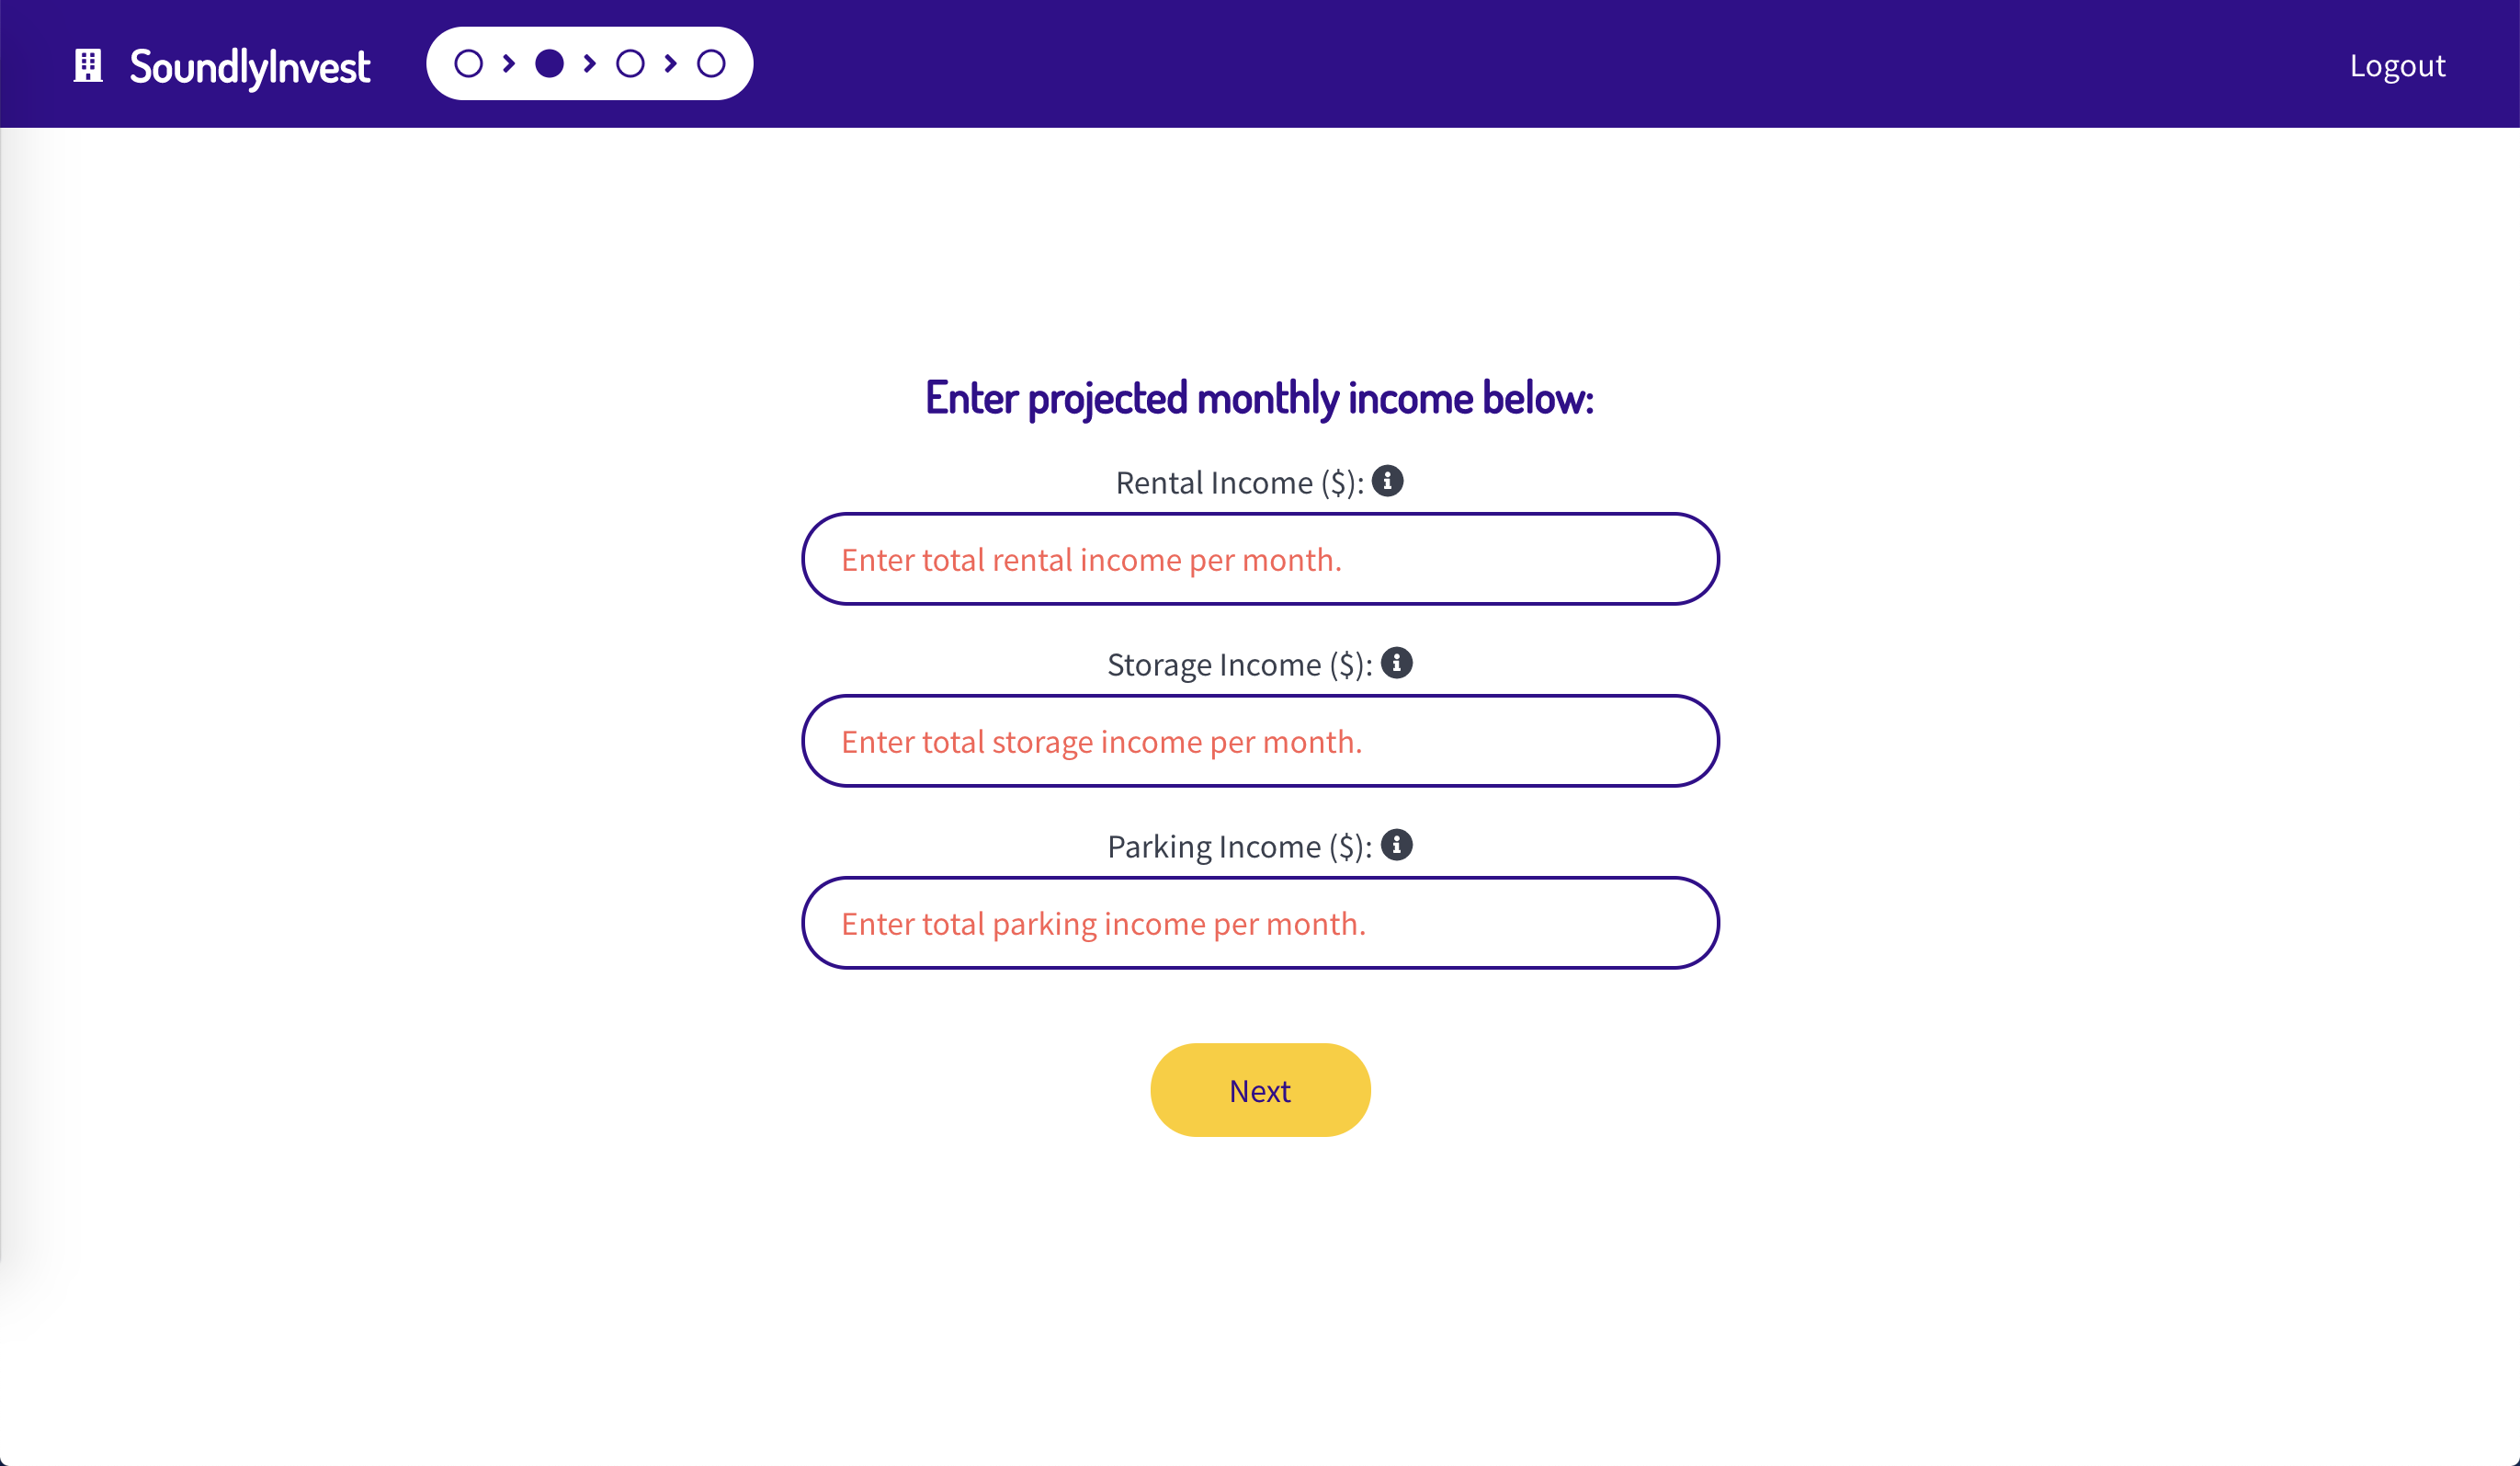 SoundlyInvest
Logout
Enter projected monthly income below:
Rental Income ($):
Enter total rental income per month.
Storage Income ($):
Enter total storage income per month.
Parking Income ($):
Enter total parking income per month.
Next